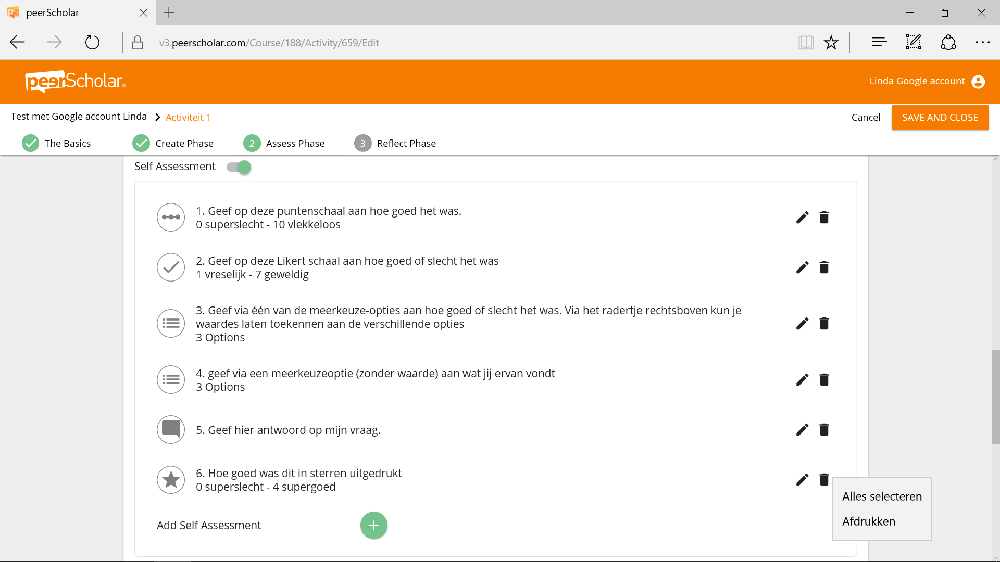 peerScholar
v3.peerscholar.com/Course/188/Activity/659/Edit
peerScholar®
Linda Google account
Test met Google account Linda
Activiteit 1
Cancel
SAVE AND CLOSE
The Basics
Create Phase
2 Assess Phase
3 Reflect Phase
Self Assessment
1. Geef op deze puntenschaal aan hoe goed het was.
0 superslecht - 10 vlekkeloos
2. Geef op deze Likert schaal aan hoe goed of slecht het was
1 vreselijk - 7 geweldig
3. Geef via één van de meerkeuze-opties aan hoe goed of slecht het was. Via het radertje rechtsboven kun je
waardes laten toekennen aan de verschillende opties
3 Options
4. geef via een meerkeuzeoptie (zonder waarde) aan wat jij ervan vondt
3 Options
5. Geef hier antwoord op mijn vraag.
6. Hoe goed was dit in sterren uitgedrukt
0 superslecht - 4 supergoed
Alles selecteren
Afdrukken
Add Self Assessment